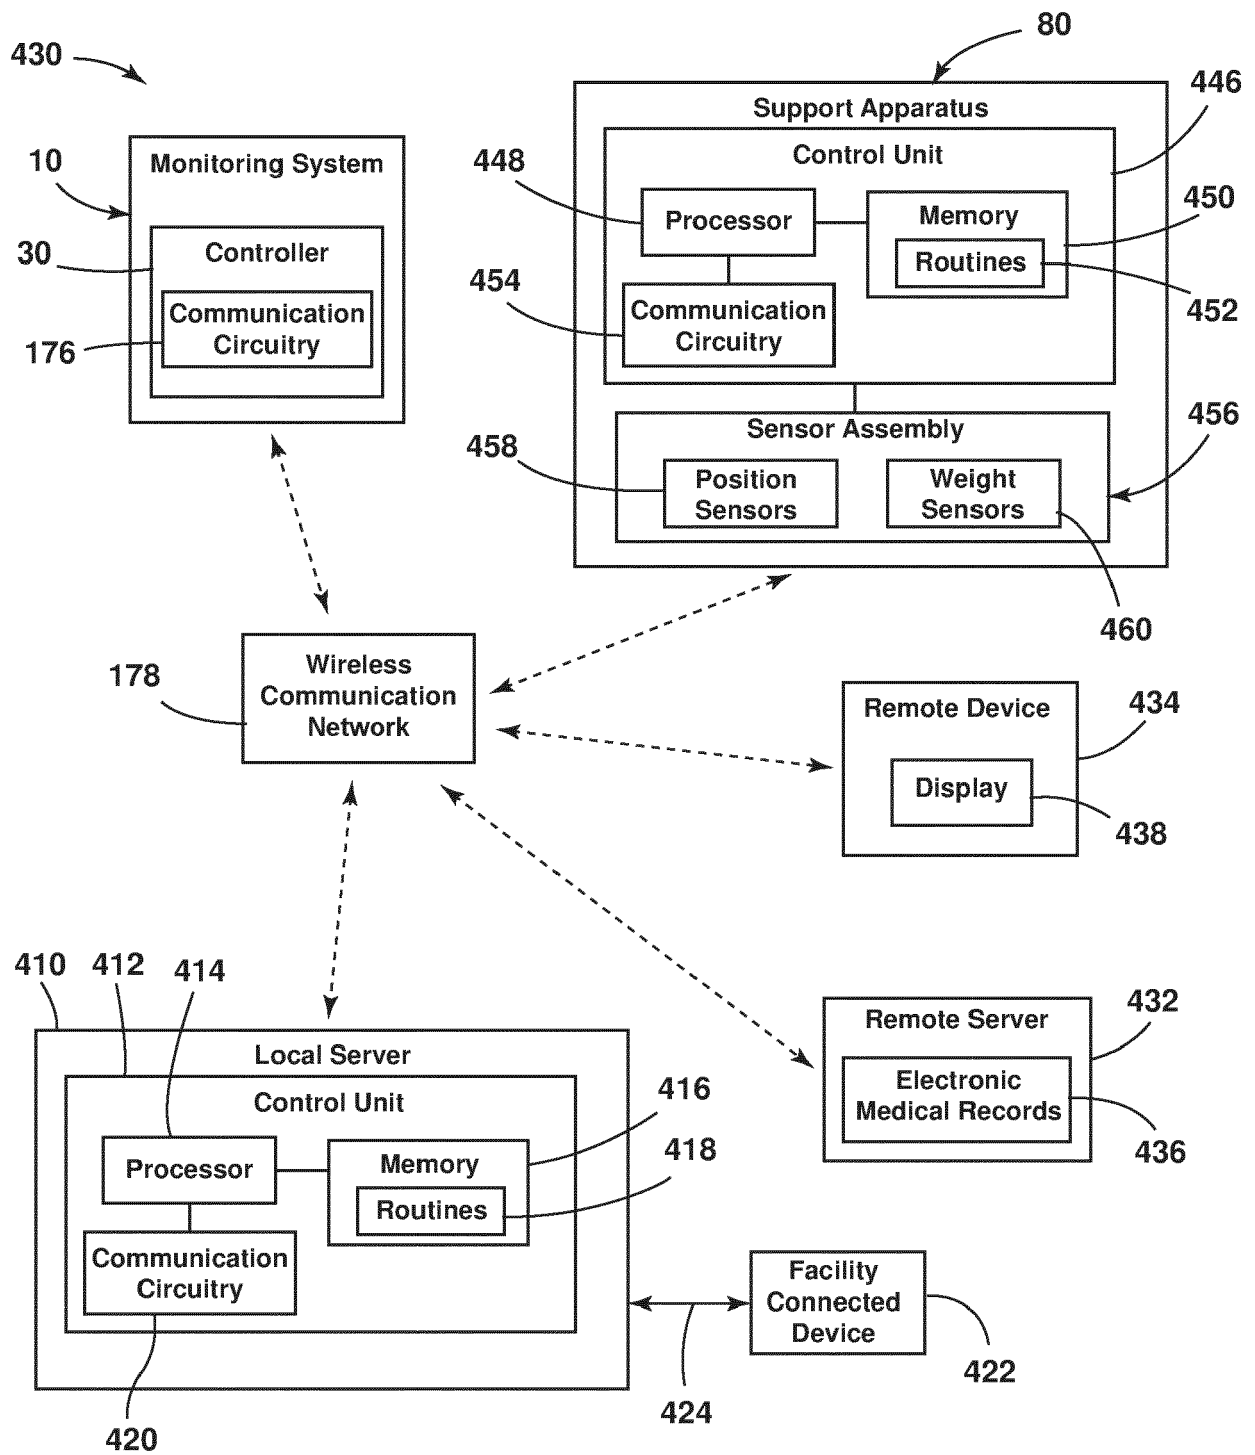 430
80
Support Apparatus
446
Control Unit
448
Processor
Memory
450
Routines
452
454
Communication
Circuitry
10
Monitoring System
30
Controller
Communication
Circuitry
176
Sensor Assembly
456
458
Position
Sensors
Weight
Sensors
460
178
Wireless
Communication
Network
Remote Device
434
Display
438
410
412
414
Local Server
Control Unit
416
Processor
Memory
418
Routines
Communication
Circuitry
420
Remote Server
432
Electronic
Medical Records
436
Facility
Connected
Device
422
424